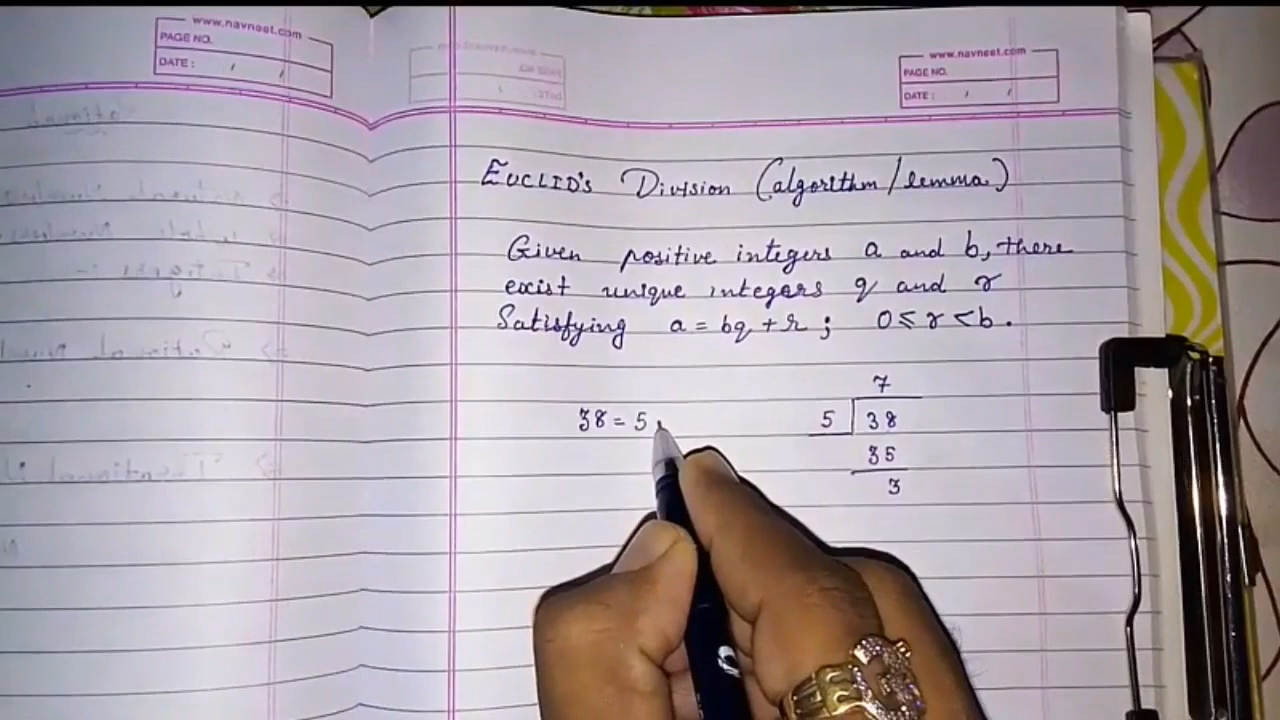 www.navneet.com
PAGE NO.
DATE : / /
www.navneet.com
PAGE NO.
DATE : / /
EUCLID's Division (algorithm/lemma)
Given positive integers a and b, there
exist unique integers q and r
Satisfying a = bq + r ; 0 ≤ r < b.
7
38 = 5
5 38
35
3